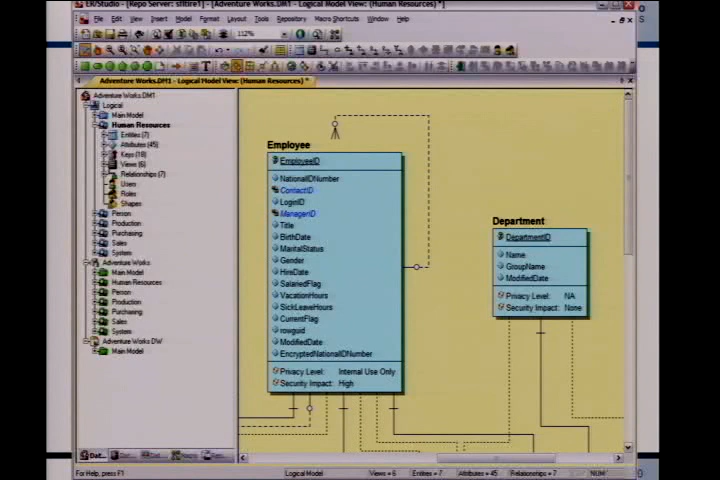 ER/Studio - [Repo Server: sfltire1] - [Adventure Works.DM1 - Logical Model View: (Human Resources) *]
File Edit View Insert Model Format Layout Tools Repository Macro Shortcuts Window Help
112%
Adventure Works.DM1 - Logical Model View: (Human Resources) *
Adventure Works.DM1
Logical
Main Model
Human Resources
Entities (7)
Attributes (45)
Keys (18)
Views (6)
Relationships (7)
Users
Roles
Shapes
Person
Production
Purchasing
Sales
System
Adventure Works
Main Model
Human Resources
Person
Production
Purchasing
Sales
System
Adventure Works DW
Main Model
Employee
EmployeeID
NationalIDNumber
ContactID
LoginID
ManagerID
Title
BirthDate
MaritalStatus
Gender
HireDate
SalariedFlag
VacationHours
SickLeaveHours
CurrentFlag
rowguid
ModifiedDate
EncryptedNationalIDNumber
Privacy Level: Internal Use Only
Security Impact: High
Department
DepartmentID
Name
GroupName
ModifiedDate
Privacy Level: NA
Security Impact: None
Dat...
For Help, press F1
Logical Model
Views = 6
Entities = 7
Attributes = 45
Relationships = 7
NUM